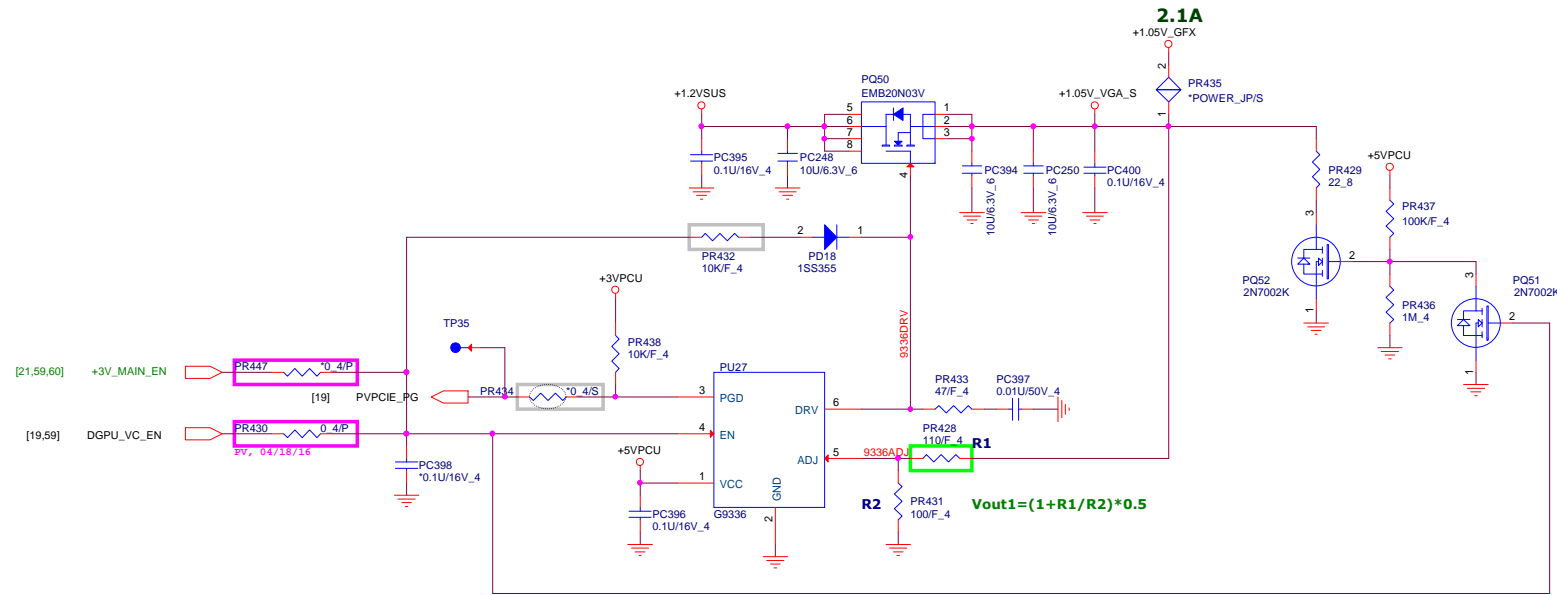 2.1A
+1.05V_GFX
2
PR435
*POWER_JP/S
1
PQ50
EMB20N03V
+1.2VSUS
+1.05V_VGA_S
5
6
7
8
1
2
3
4
PC395
0.1U/16V_4
PC248
10U/6.3V_6
PC394
10U/6.3V_6
PC250
10U/6.3V_6
PC400
0.1U/16V_4
PR429
22_8
+5VPCU
PR437
100K/F_4
3
2
1
PQ52
2N7002K
PR436
1M_4
3
2
1
PQ51
2N7002K
PR432
10K/F_4
2
1
PD18
1SS355
+3VPCU
PR438
10K/F_4
TP35
9336DRV
[21,59,60]
+3V_MAIN_EN
PR447
*0_4/P
[19]
PVPCIE_PG
PR434
*0_4/S
[19,59]
DGPU_VC_EN
PR430
0_4/P
PV, 04/18/16
PC398
*0.1U/16V_4
+5VPCU
PC396
0.1U/16V_4
PU27
3
PGD
4
EN
1
VCC
GND
2
DRV
6
ADJ
5
G9336
PR433
47/F_4
PC397
0.01U/50V_4
PR428
110/F_4
R1
9336ADJ
R2
PR431
100/F_4
Vout1=(1+R1/R2)*0.5